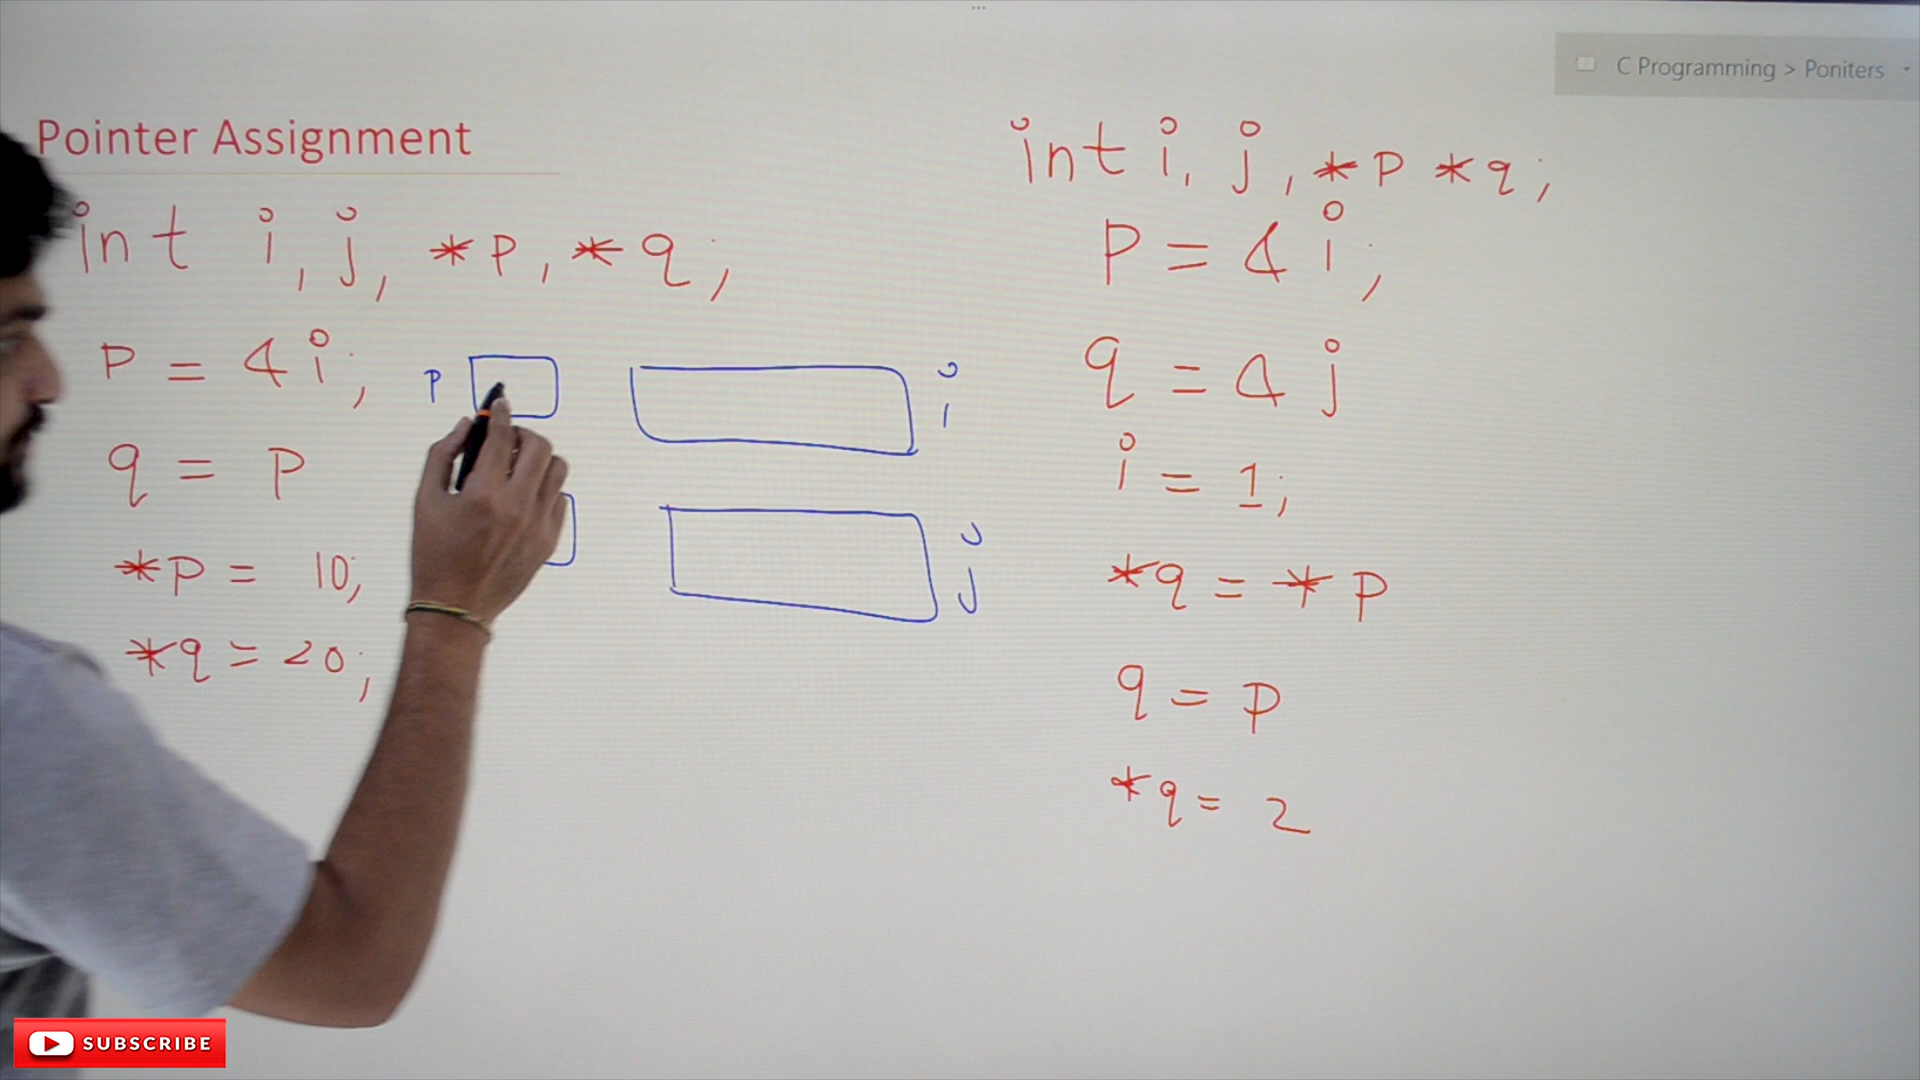 C Programming > Poniters
Pointer Assignment
int i, j, *p, *q;
p = &i;
q = p
*p = 10;
*q = 20;
p
i
j
int i, j, *p *q;
p = &i;
q = &j
i = 1;
*q = *p
q = p
*q = 2
SUBSCRIBE